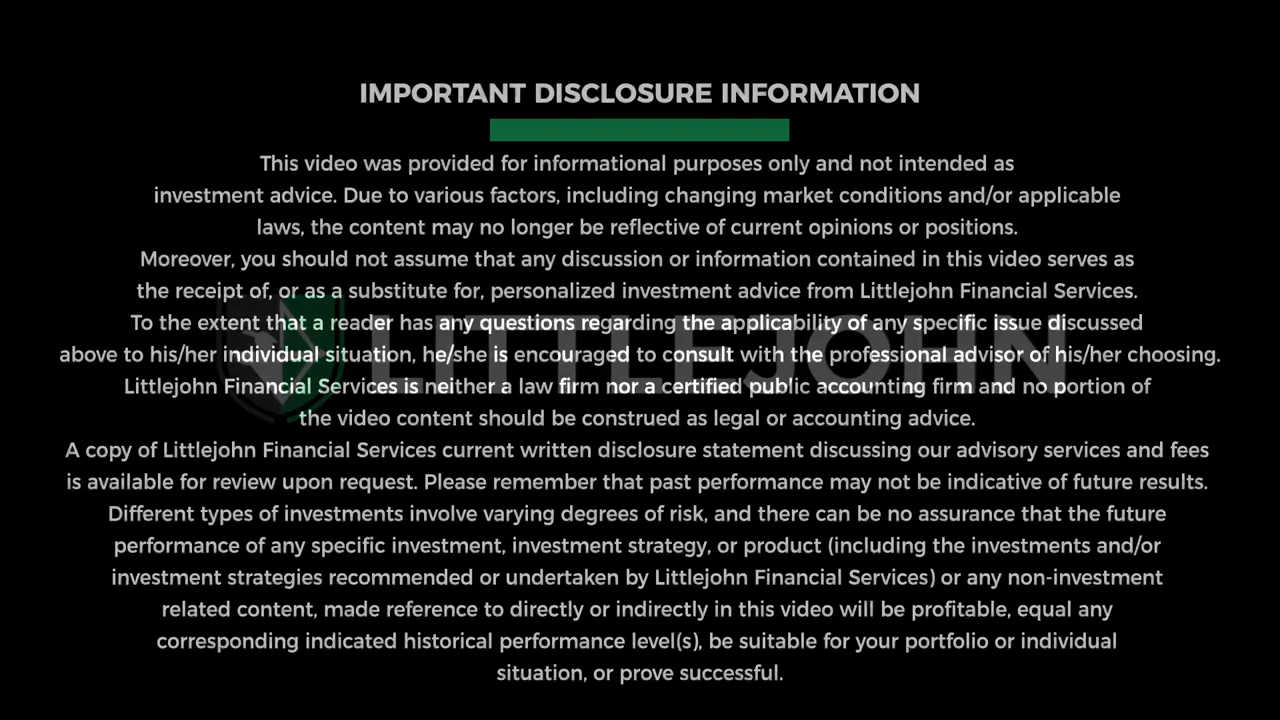 IMPORTANT DISCLOSURE INFORMATION
This video was provided for informational purposes only and not intended as
investment advice. Due to various factors, including changing market conditions and/or applicable
laws, the content may no longer be reflective of current opinions or positions.
Moreover, you should not assume that any discussion or information contained in this video serves as
the receipt of, or as a substitute for, personalized investment advice from Littlejohn Financial Services.
To the extent that a reader has any questions regarding the applicability of any specific issue discussed
above to his/her individual situation, he/she is encouraged to consult with the professional advisor of his/her choosing.
LITTLEJOHN
Littlejohn Financial Services is neither a law firm nor a certified public accounting firm and no portion of
the video content should be construed as legal or accounting advice.
A copy of Littlejohn Financial Services current written disclosure statement discussing our advisory services and fees
is available for review upon request. Please remember that past performance may not be indicative of future results.
Different types of investments involve varying degrees of risk, and there can be no assurance that the future
performance of any specific investment, investment strategy, or product (including the investments and/or
investment strategies recommended or undertaken by Littlejohn Financial Services) or any non-investment
related content, made reference to directly or indirectly in this video will be profitable, equal any
corresponding indicated historical performance level(s), be suitable for your portfolio or individual
situation, or prove successful.